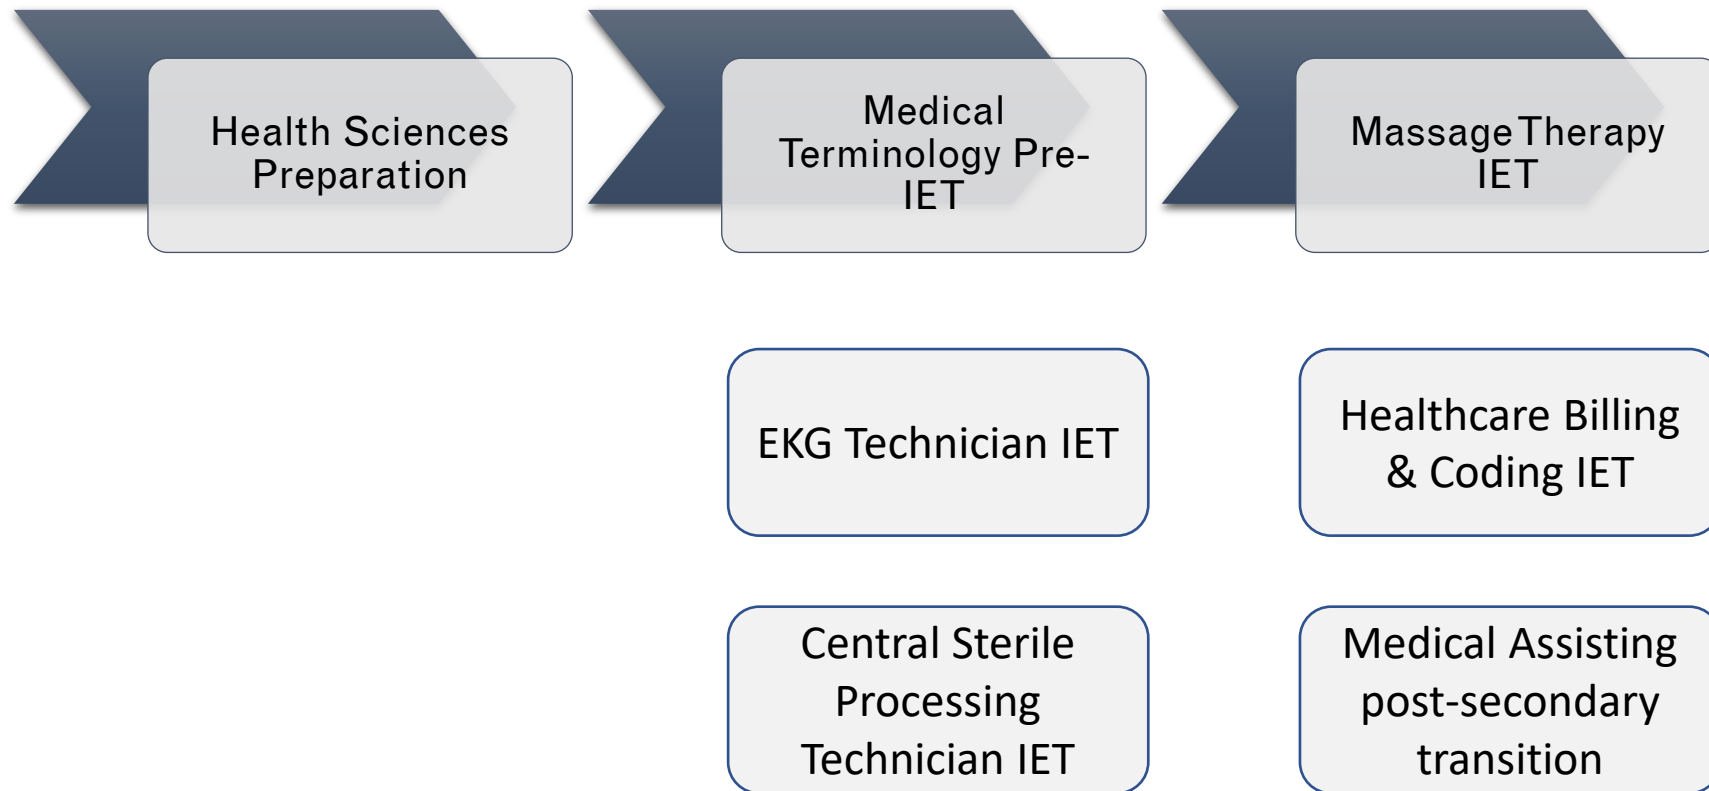 Health Sciences
Preparation
Medical
Terminology Pre-
IET
Massage Therapy
IET
EKG Technician IET
Healthcare Billing
& Coding IET
Central Sterile
Processing
Technician IET
Medical Assisting
post-secondary
transition